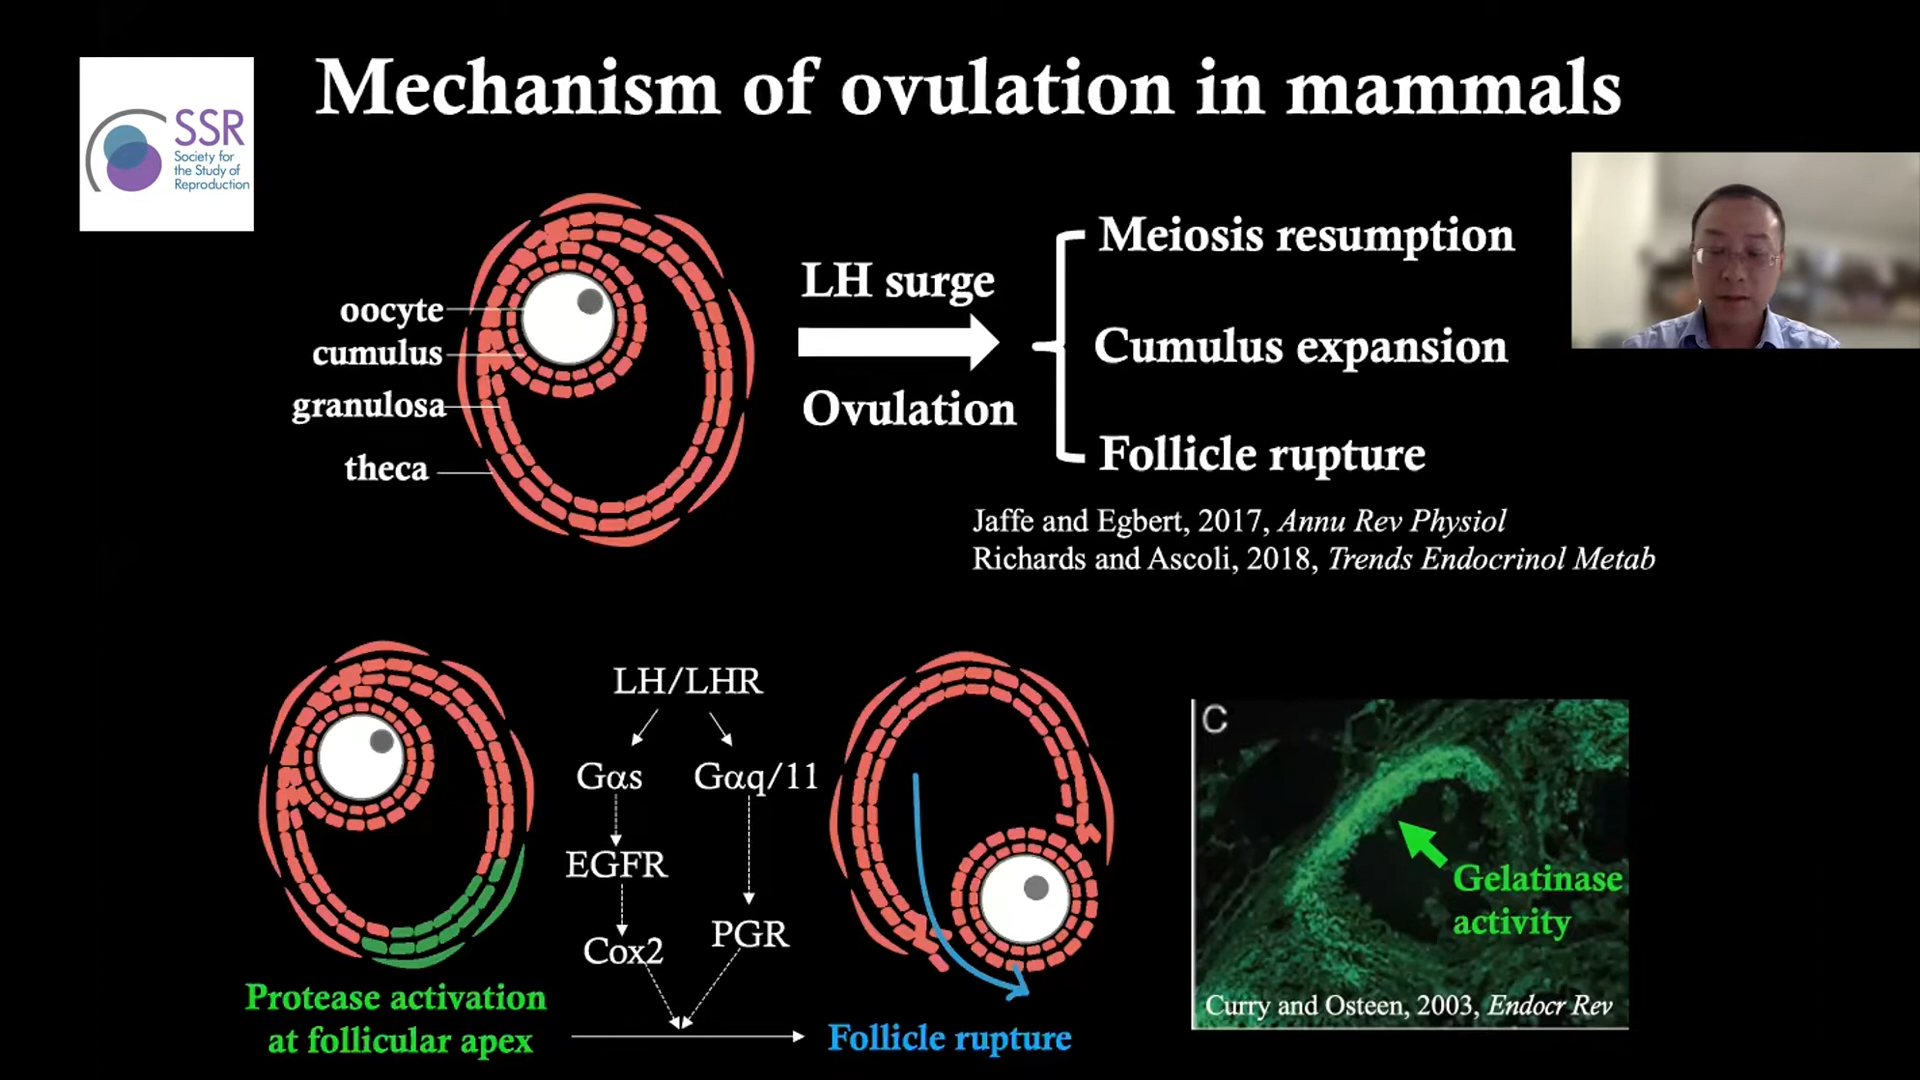 Mechanism of ovulation in mammals
SSR
Society for
the Study of
Reproduction
oocyte
cumulus
granulosa
theca
LH surge
Ovulation
Meiosis resumption
Cumulus expansion
Follicle rupture
Jaffe and Egbert, 2017, Annu Rev Physiol
Richards and Ascoli, 2018, Trends Endocrinol Metab
LH/LHR
Gαs
Gαq/11
EGFR
Cox2
PGR
Protease activation
at follicular apex
Follicle rupture
C
Gelatinase
activity
Curry and Osteen, 2003, Endocr Rev